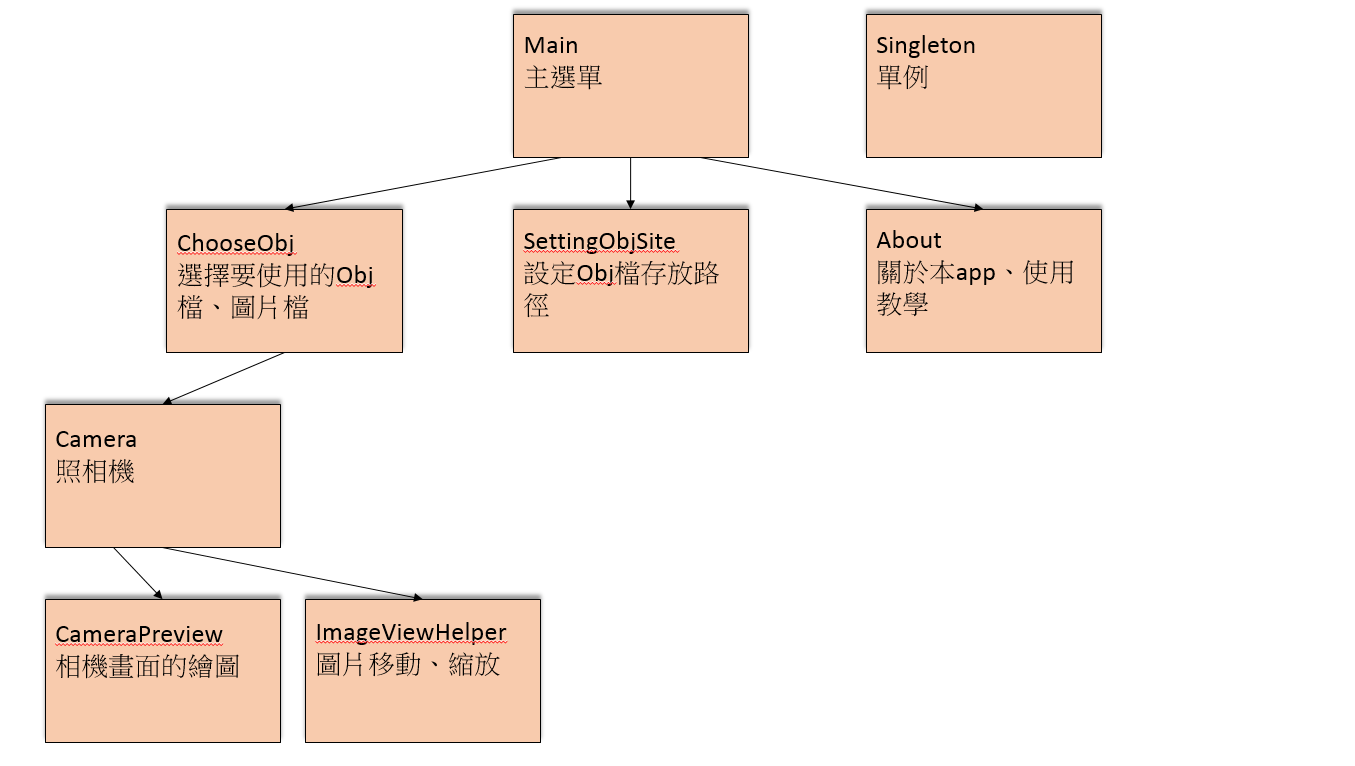 Main
主選單
Singleton
單例
ChooseObj
選擇要使用的Obj
檔、圖片檔
SettingObjSite
設定Obj檔存放路
徑
About
關於本app、使用
教學
Camera
照相機
CameraPreview
相機畫面的繪圖
ImageViewHelper
圖片移動、縮放